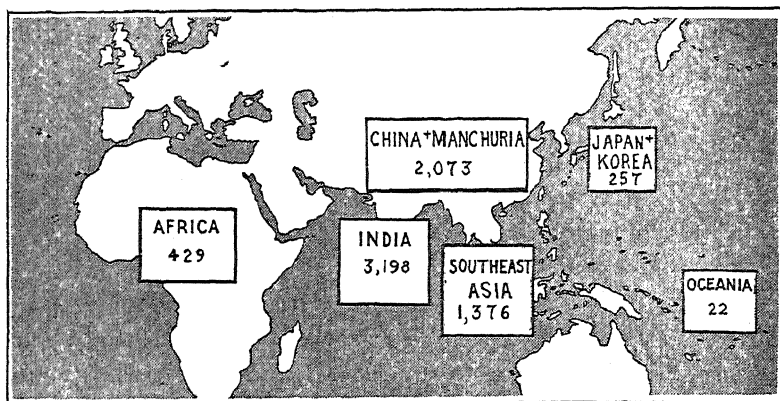 CHINA+MANCHURIA
2,073
JAPAN+
KOREA
257
AFRICA
429
INDIA
3,198
SOUTHEAST
ASIA
1,376
OCEANIA
22